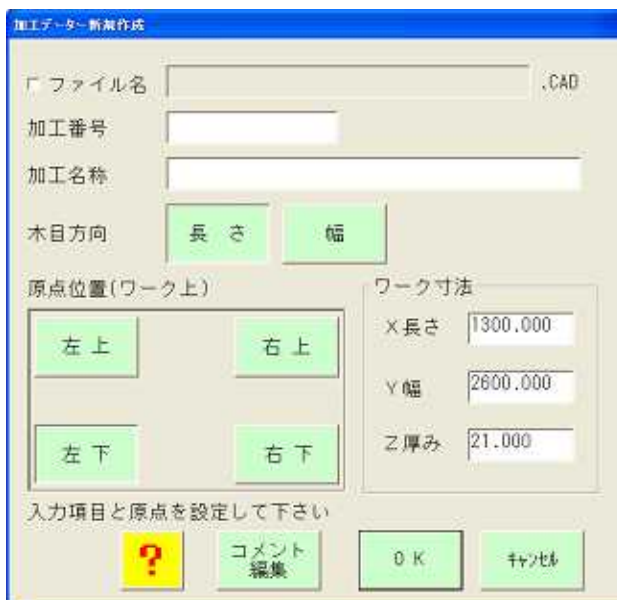 加工データー新規作成
ファイル名 .CAD
加工番号
加工名称
木目方向 長さ 幅
原点位置(ワーク上)
左上 右上
左下 右下
ワーク寸法
X長さ 1300.000
Y幅 2600.000
Z厚み 21.000
入力項目と原点を設定して下さい
? コメント編集 OK キャンセル